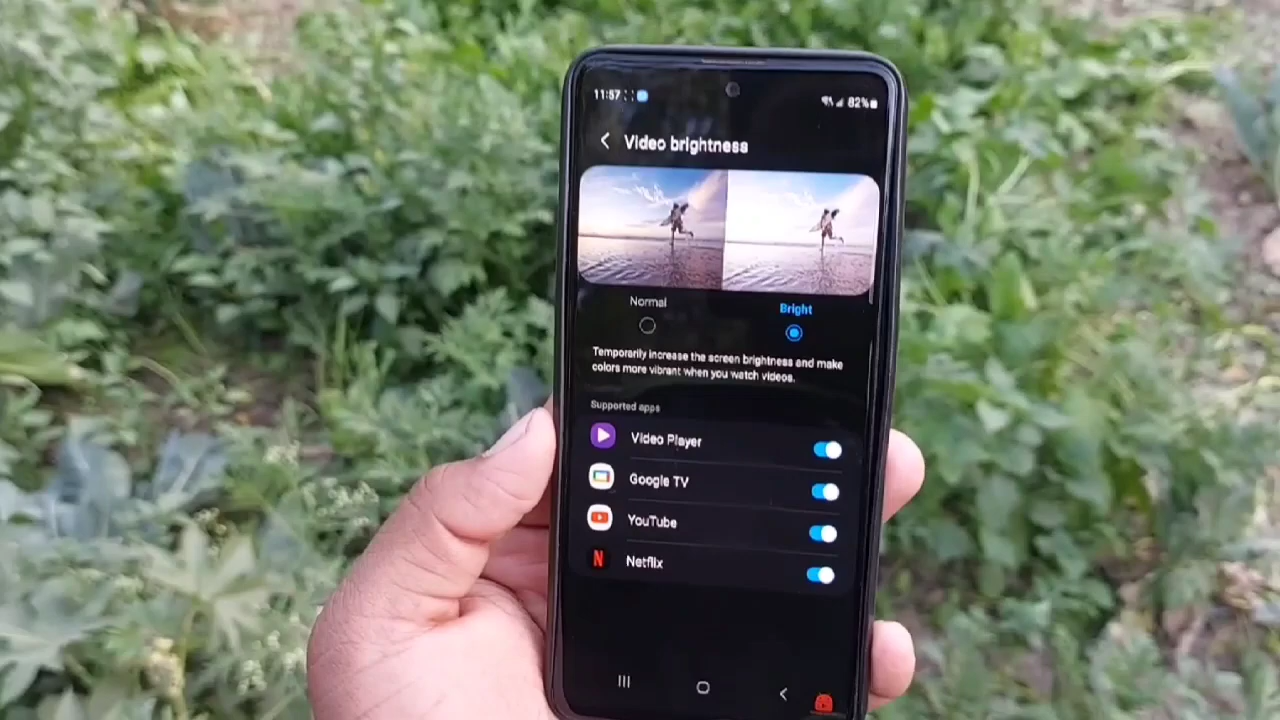 11:57
82%
Video brightness
Normal
Bright
Temporarily increase the screen brightness and make
colors more vibrant when you watch videos.
Supported apps
Video Player
Google TV
YouTube
Netflix